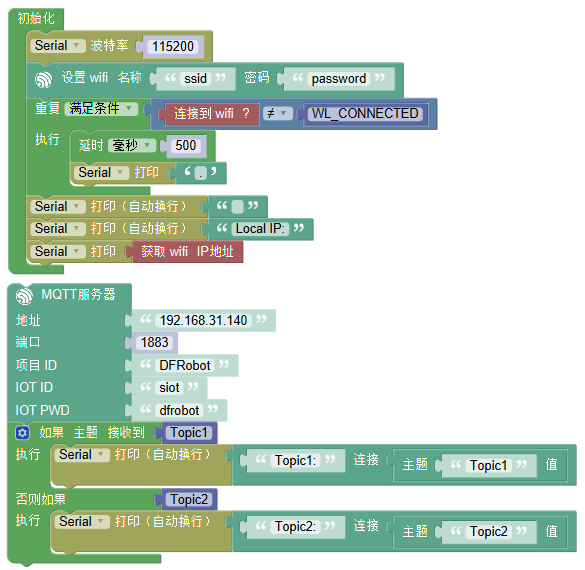 初始化
Serial 波特率 115200
设置 wifi 名称 “ ssid ” 密码 “ password ”
重复 满足条件 连接到 wifi ? ≠ WL_CONNECTED
执行 延时 毫秒 500
Serial 打印 ‘ . ’
Serial 打印（自动换行） “ ”
Serial 打印（自动换行） “ Local IP: ”
Serial 打印 获取 wifi IP地址
MQTT服务器
地址 “ 192.168.31.140 ”
端口 1883
项目 ID “ DFRobot ”
IOT ID “ siot ”
IOT PWD “ dfrobot ”
如果 主题 接收到 Topic1
执行 Serial 打印（自动换行） “ Topic1: ” 连接 主题 “ Topic1 ” 值
否则如果 Topic2
执行 Serial 打印（自动换行） “ Topic2: ” 连接 主题 “ Topic2 ” 值